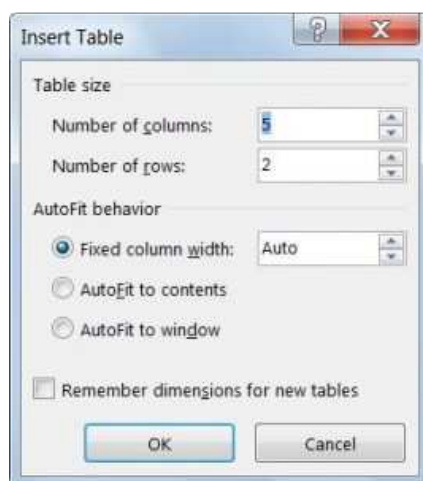 Insert Table
Table size
Number of columns: 5
Number of rows: 2
AutoFit behavior
Fixed column width: Auto
AutoFit to contents
AutoFit to window
Remember dimensions for new tables
OK Cancel